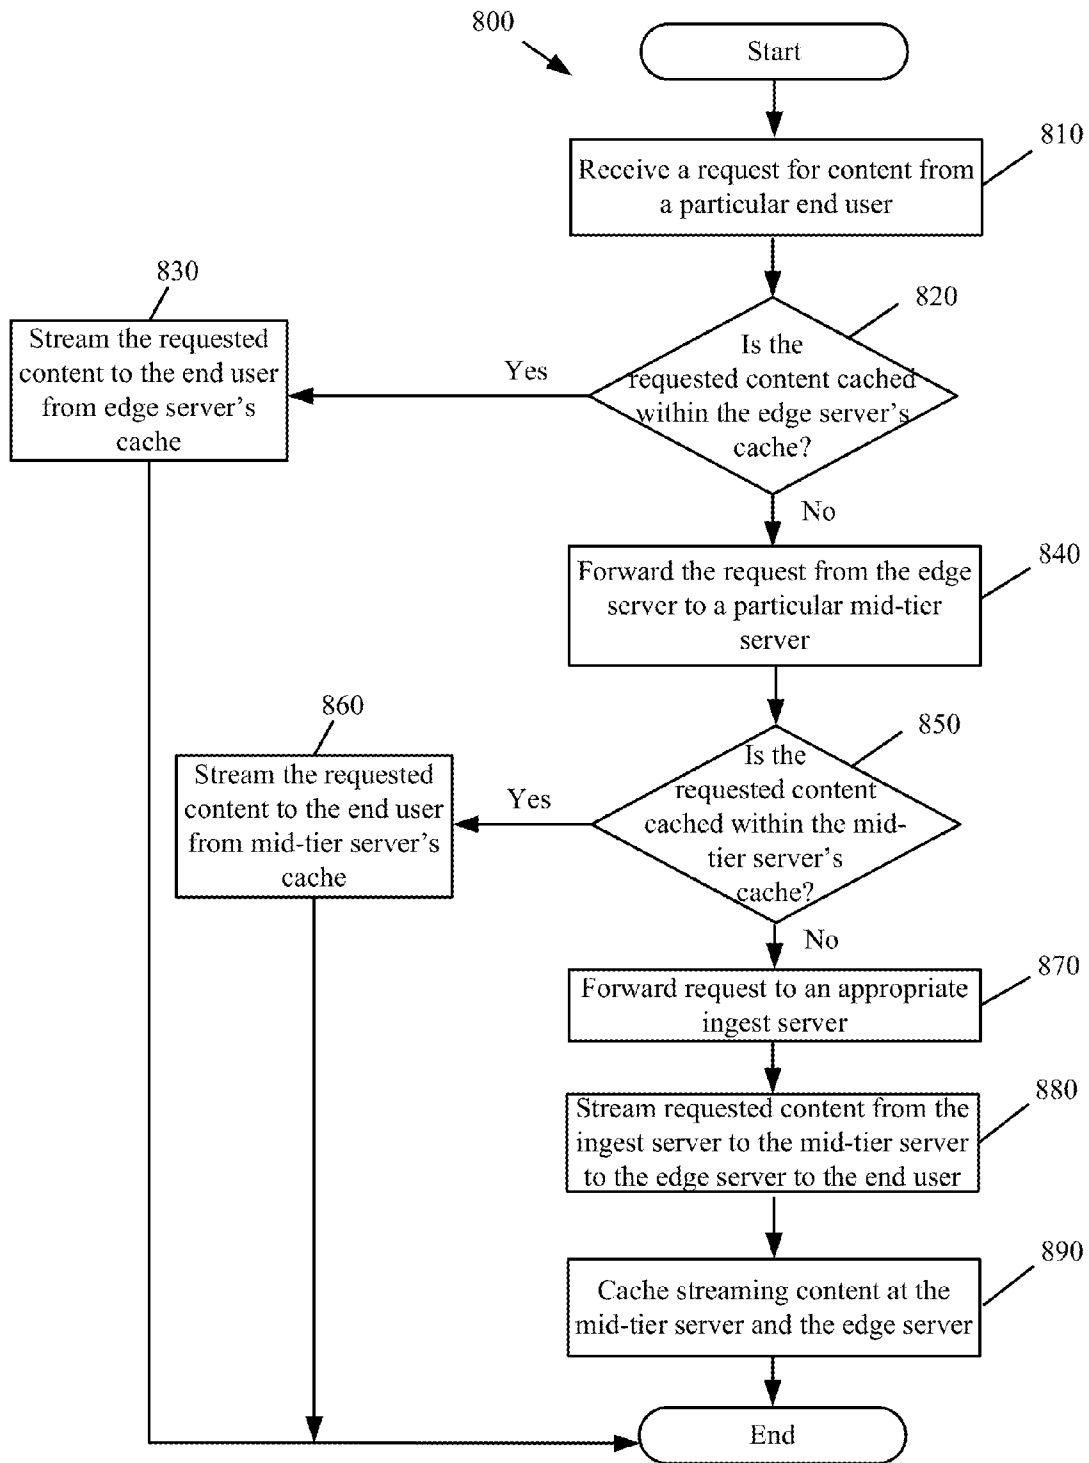 800
Start
810
Receive a request for content from
a particular end user
820
Is the
requested content cached
within the edge server's
cache?
Yes
830
Stream the requested
content to the end user
from edge server's
cache
No
840
Forward the request from the edge
server to a particular mid-tier
server
850
Is the
requested content
cached within the mid-
tier server's
cache?
Yes
860
Stream the requested
content to the end user
from mid-tier server's
cache
No
870
Forward request to an appropriate
ingest server
880
Stream requested content from the
ingest server to the mid-tier server
to the edge server to the end user
890
Cache streaming content at the
mid-tier server and the edge server
End